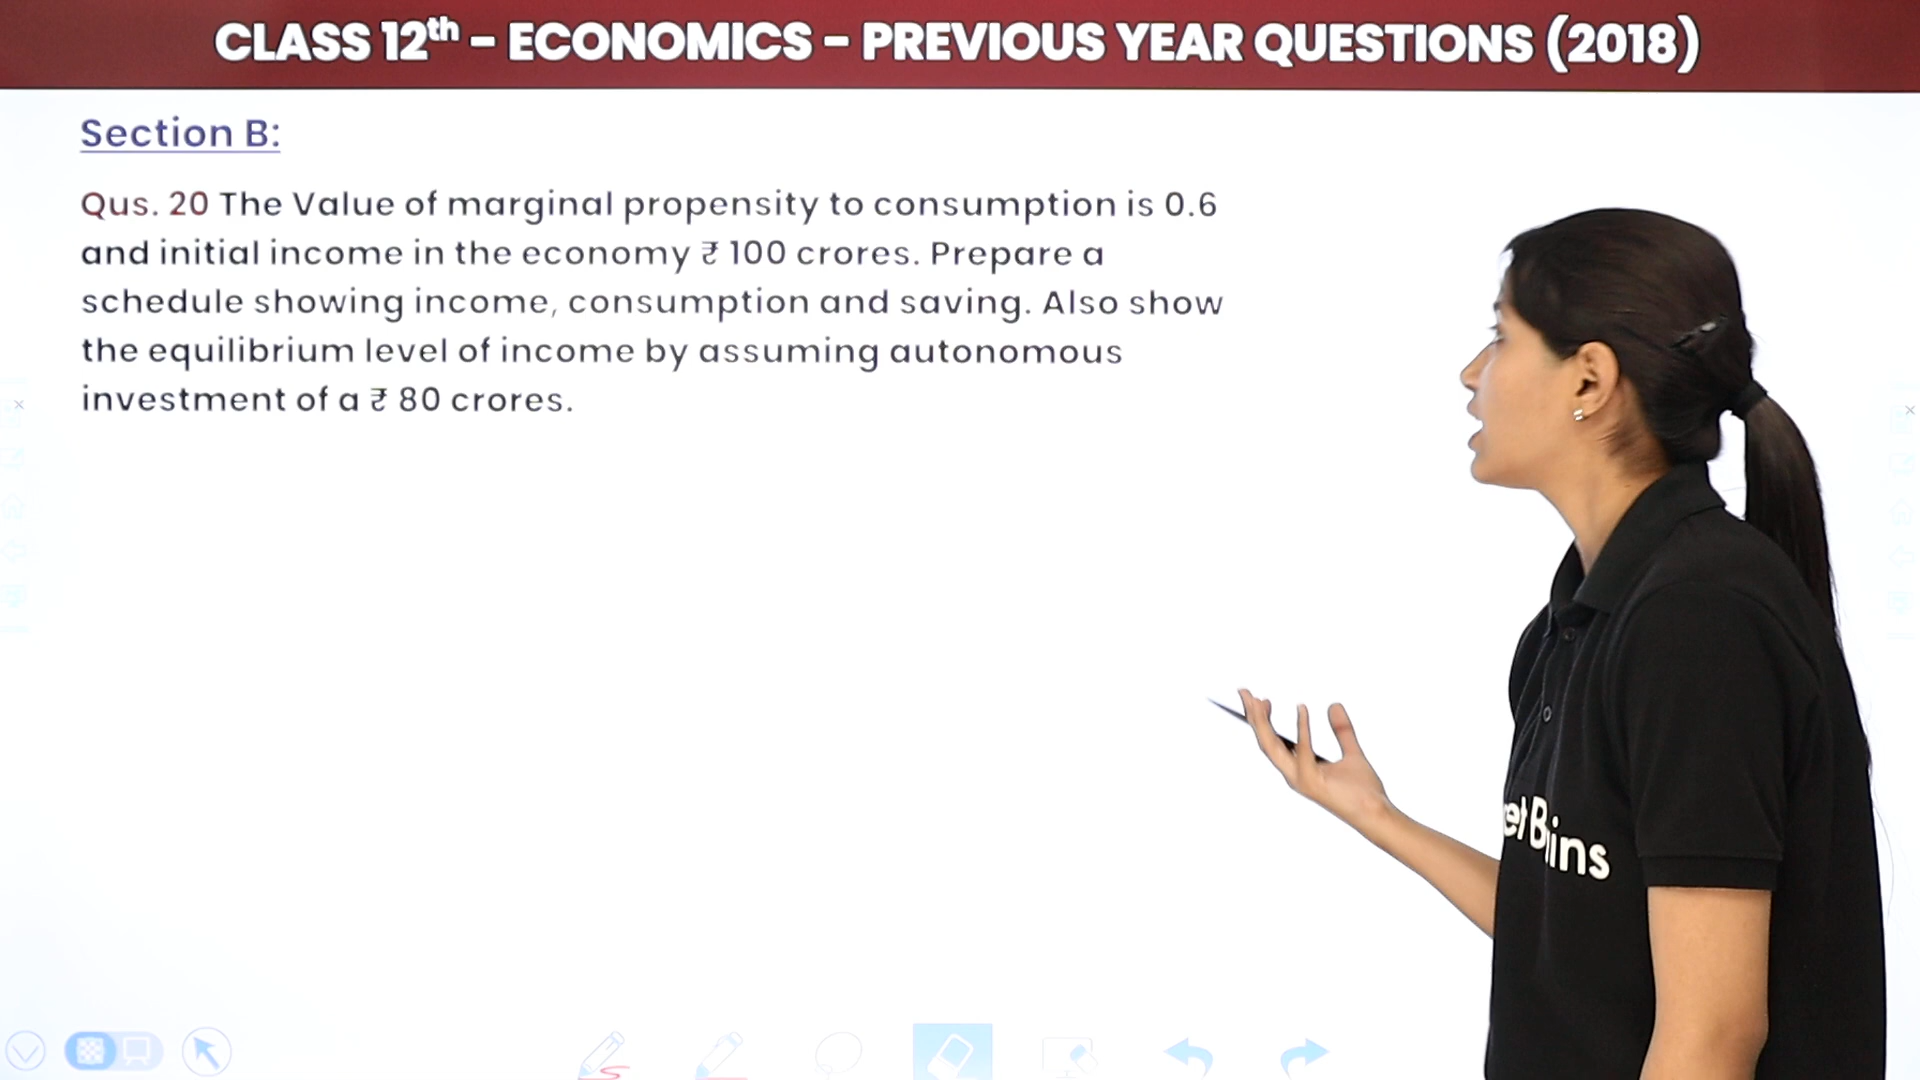 CLASS 12th - ECONOMICS - PREVIOUS YEAR QUESTIONS (2018)
Section B:
Qus. 20 The Value of marginal propensity to consumption is 0.6
and initial income in the economy ₹ 100 crores. Prepare a
schedule showing income, consumption and saving. Also show
the equilibrium level of income by assuming autonomous
investment of a ₹ 80 crores.